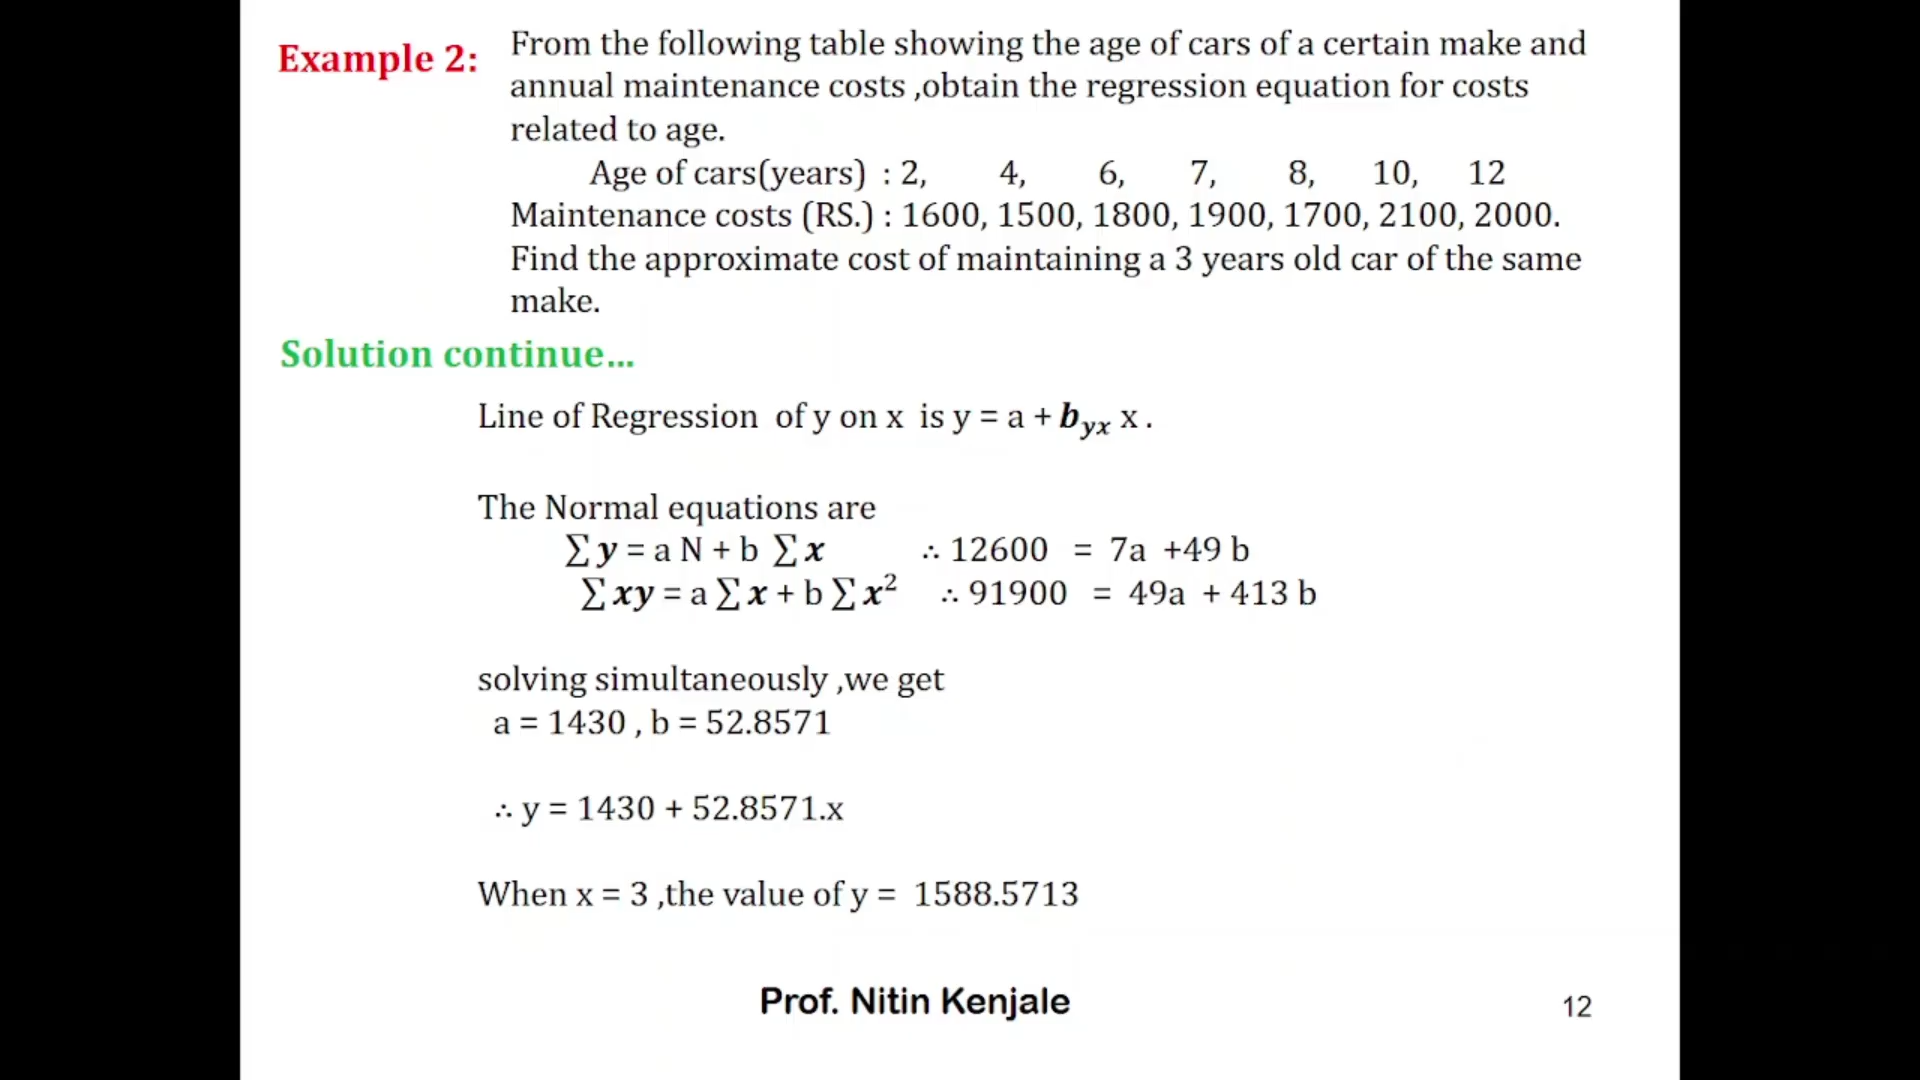 Example 2:
From the following table showing the age of cars of a certain make and
annual maintenance costs ,obtain the regression equation for costs
related to age.
Age of cars(years) : 2, 4, 6, 7, 8, 10, 12
Maintenance costs (RS.) : 1600, 1500, 1800, 1900, 1700, 2100, 2000.
Find the approximate cost of maintaining a 3 years old car of the same
make.
Solution continue...
Line of Regression of y on x is y = a + b_yx x .
The Normal equations are
∑ y = a N + b ∑ x ∴ 12600 = 7a +49 b
∑ xy = a ∑ x + b ∑ x² ∴ 91900 = 49a + 413 b
solving simultaneously ,we get
a = 1430 , b = 52.8571
∴ y = 1430 + 52.8571.x
When x = 3 ,the value of y = 1588.5713
Prof. Nitin Kenjale
12